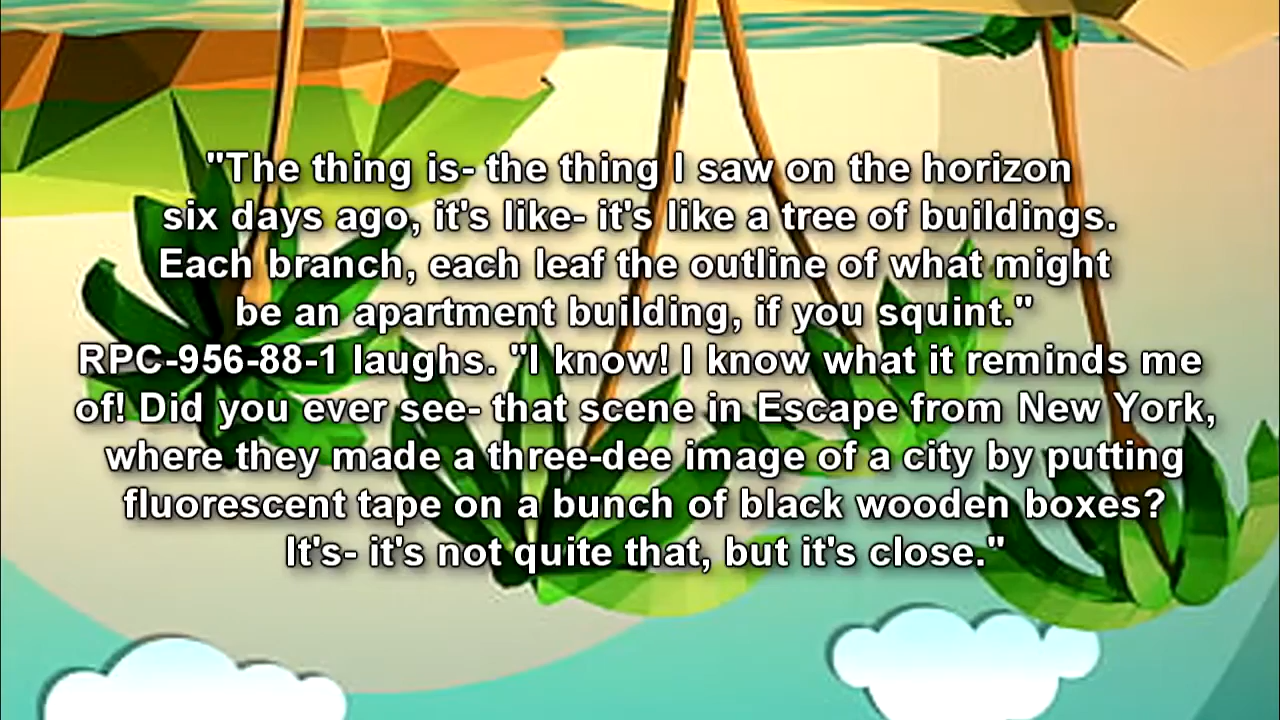 "The thing is- the thing I saw on the horizon
six days ago, it's like- it's like a tree of buildings.
Each branch, each leaf the outline of what might
be an apartment building, if you squint."
RPC-956-88-1 laughs. "I know! I know what it reminds me
of! Did you ever see- that scene in Escape from New York,
where they made a three-dee image of a city by putting
fluorescent tape on a bunch of black wooden boxes?
It's- it's not quite that, but it's close."